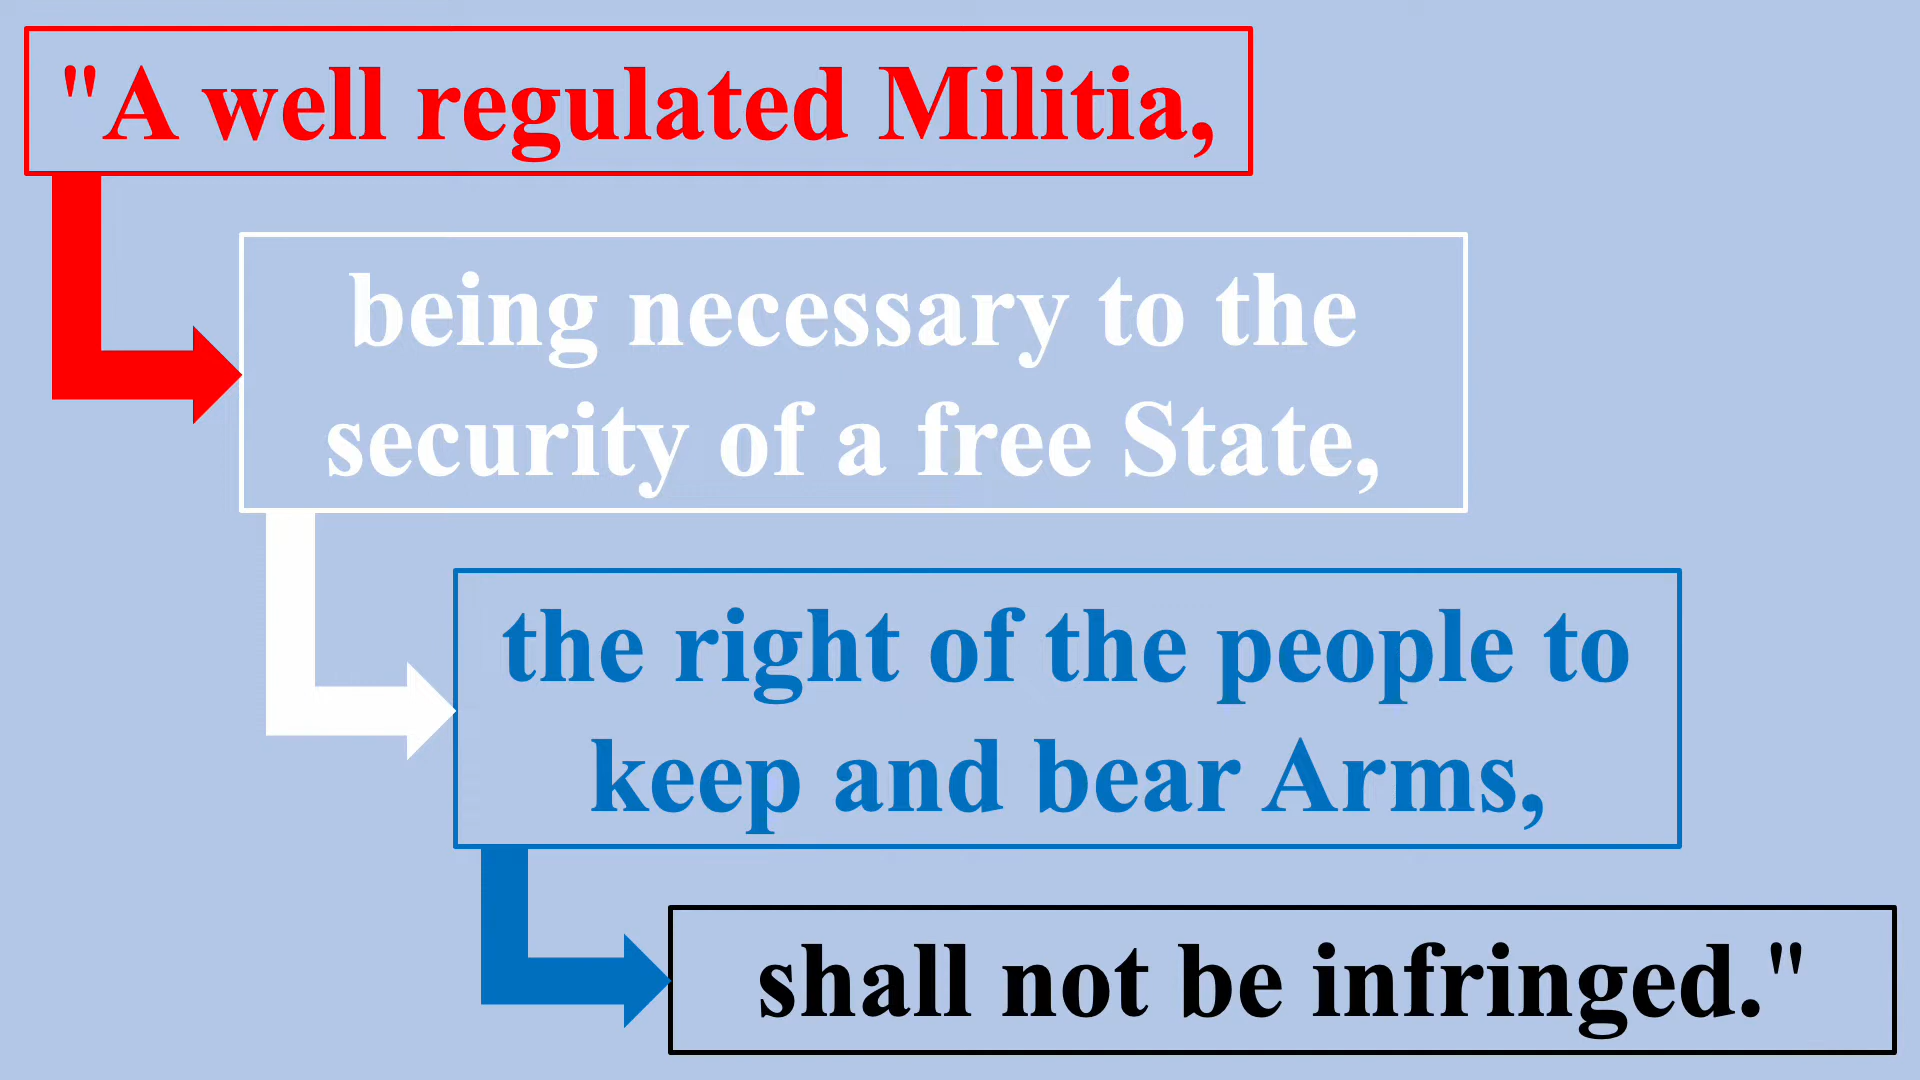 "A well regulated Militia,
being necessary to the
security of a free State,
the right of the people to
keep and bear Arms,
shall not be infringed."